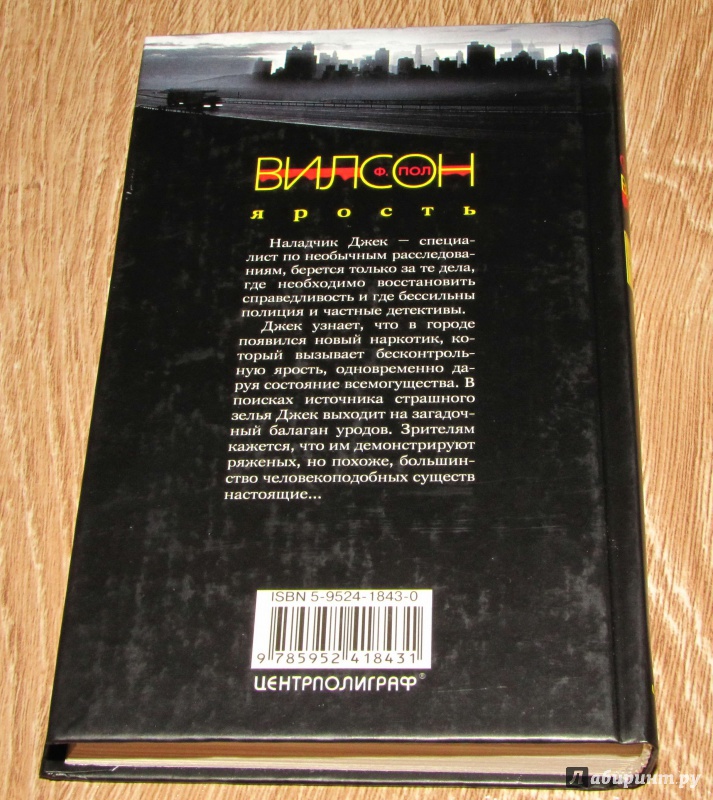 ВИЛСОН
Ф. ПОЛ
ярость
Наладчик Джек — специа-
лист по необычным расследова-
ниям, берется только за те дела,
где необходимо восстановить
справедливость и где бессильны
полиция и частные детективы.
Джек узнает, что в городе
появился новый наркотик, ко-
торый вызывает бесконтроль-
ную ярость, одновременно да-
руя состояние всемогущества. В
поисках источника страшного
зелья Джек выходит на загадоч-
ный балаган уродов. Зрителям
кажется, что им демонстрируют
ряженых, но похоже, большин-
ство человекоподобных существ
настоящие...
ISBN 5-9524-1843-0
9 785952 418431
ЦЕНТРПОЛИГРАФ®
Лабиринт.ру